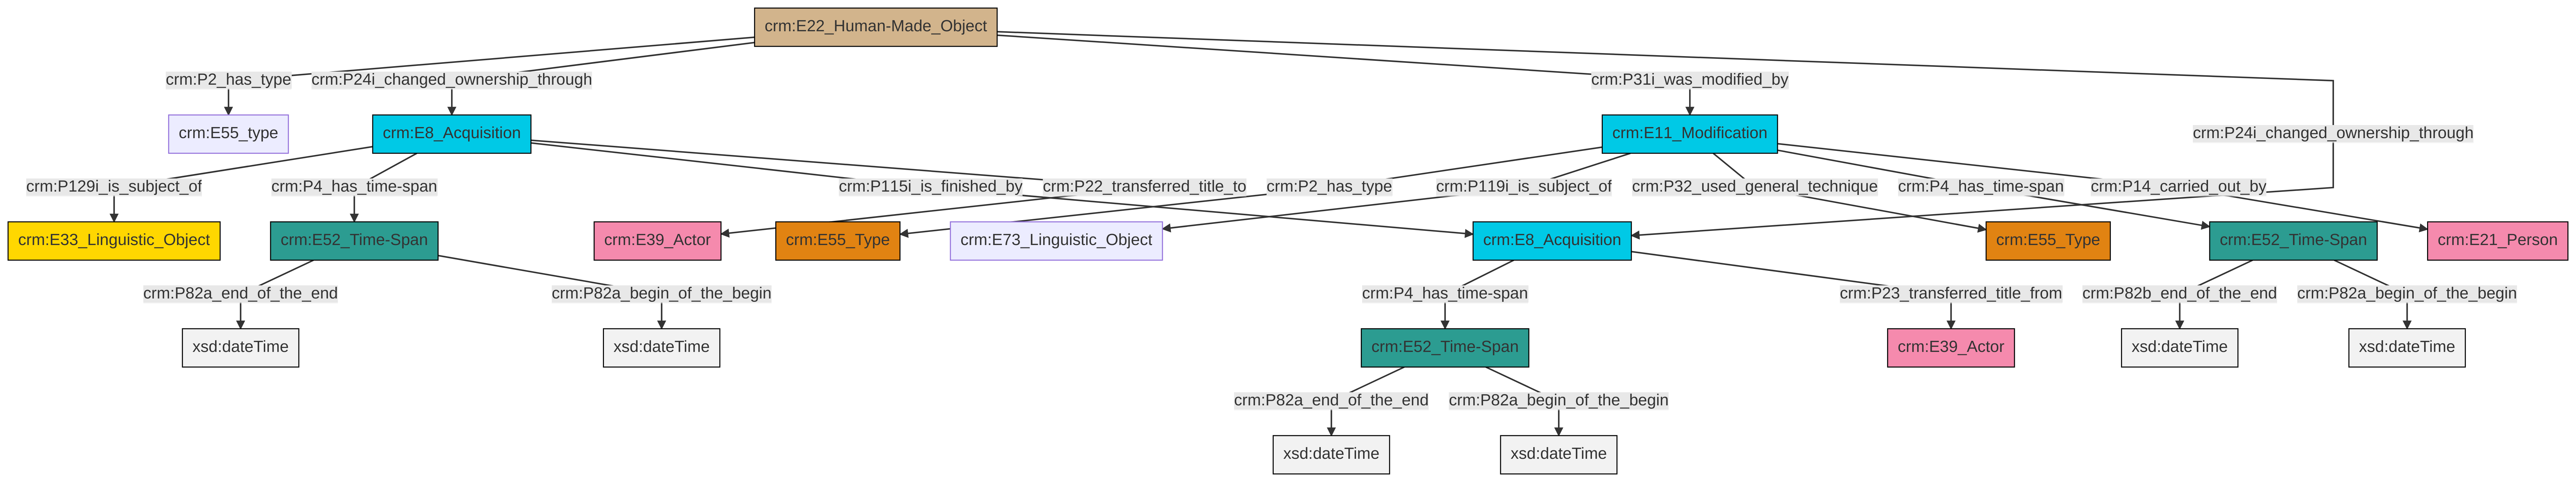 crm:E22_Human-Made_Object
crm:P2_has_type
crm:P24i_changed_ownership_through
crm:P31i_was_modified_by
crm:E55_type
crm:E8_Acquisition
crm:E11_Modification
crm:P24i_changed_ownership_through
crm:P129i_is_subject_of
crm:P4_has_time-span
crm:P115i_is_finished_by
crm:P22_transferred_title_to
crm:P2_has_type
crm:P119i_is_subject_of
crm:P32_used_general_technique
crm:P4_has_time-span
crm:P14_carried_out_by
crm:E33_Linguistic_Object
crm:E52_Time-Span
crm:E39_Actor
crm:E55_Type
crm:E73_Linguistic_Object
crm:E8_Acquisition
crm:E55_Type
crm:E52_Time-Span
crm:E21_Person
crm:P82a_end_of_the_end
crm:P82a_begin_of_the_begin
crm:P4_has_time-span
crm:P23_transferred_title_from
crm:P82b_end_of_the_end
crm:P82a_begin_of_the_begin
xsd:dateTime
xsd:dateTime
crm:E52_Time-Span
crm:E39_Actor
xsd:dateTime
xsd:dateTime
crm:P82a_end_of_the_end
crm:P82a_begin_of_the_begin
xsd:dateTime
xsd:dateTime